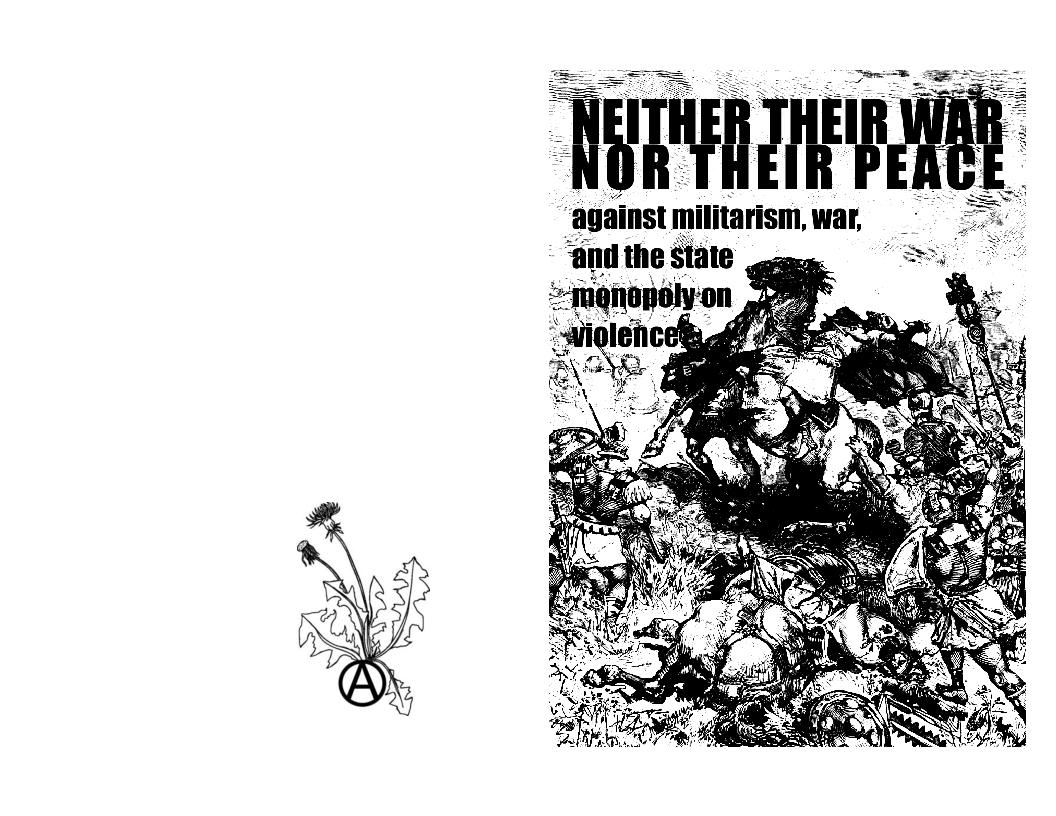 NEITHER THEIR WAR
NOR THEIR PEACE
against militarism, war,
and the state
monopoly on
violence
A